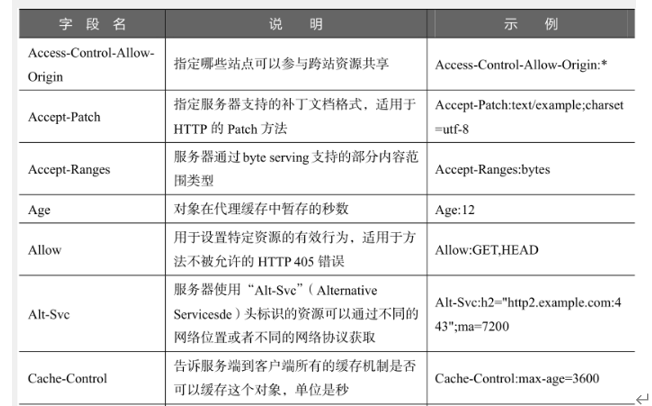 字 段 名 说 明 示 例
Access-Control-Allow-
Origin
指定哪些站点可以参与跨站资源共享
Access-Control-Allow-Origin:*
Accept-Patch
指定服务器支持的补丁文档格式，适用于
HTTP 的 Patch 方法
Accept-Patch:text/example;charset
=utf-8
Accept-Ranges
服务器通过 byte serving 支持的部分内容范
围类型
Accept-Ranges:bytes
Age
对象在代理缓存中暂存的秒数
Age:12
Allow
用于设置特定资源的有效行为，适用于方
法不被允许的 HTTP 405 错误
Allow:GET,HEAD
Alt-Svc
服务器使用“Alt-Svc”（Alternative
Servicesde）头标识的资源可以通过不同的
网络位置或者不同的网络协议获取
Alt-Svc:h2="http2.example.com:4
43";ma=7200
Cache-Control
告诉服务端到客户端所有的缓存机制是否
可以缓存这个对象，单位是秒
Cache-Control:max-age=3600